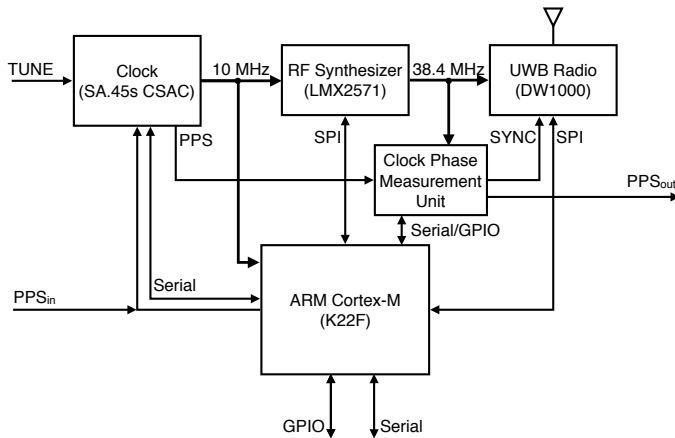 TUNE
Clock
(SA.45s CSAC)
10 MHz
RF Synthesizer
(LMX2571)
38.4 MHz
UWB Radio
(DW1000)
PPS
SPI
SYNC
SPI
Clock Phase
Measurement
Unit
PPSout
Serial/GPIO
Serial
PPSin
ARM Cortex-M
(K22F)
GPIO
Serial